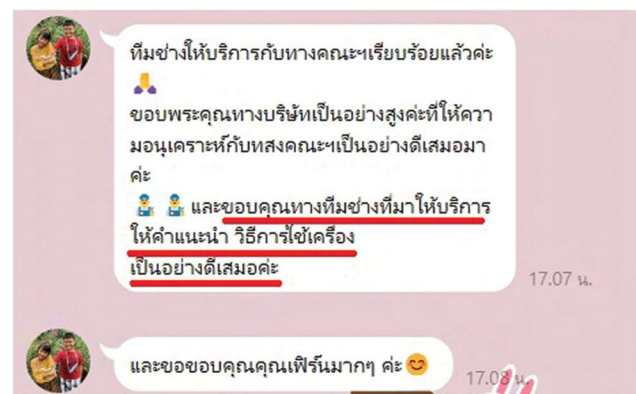 ทีมช่างให้บริการกับทางคณะฯเรียบร้อยแล้วค่ะ
🙏
ขอบพระคุณทางบริษัทเป็นอย่างสูงค่ะที่ให้ควา
มอนุเคราะห์กับทสงคณะฯเป็นอย่างดีเสมอมา
ค่ะ
👨‍🔧 👨‍🔧 และขอบคุณทางทีมช่างที่มาให้บริการ
ให้คำแนะนำ วิธีการใช้เครื่อง
เป็นอย่างดีเสมอค่ะ
17.07 น.
และขอขอบคุณคุณเฟิร์นมากๆ ค่ะ😊
17.08 น.